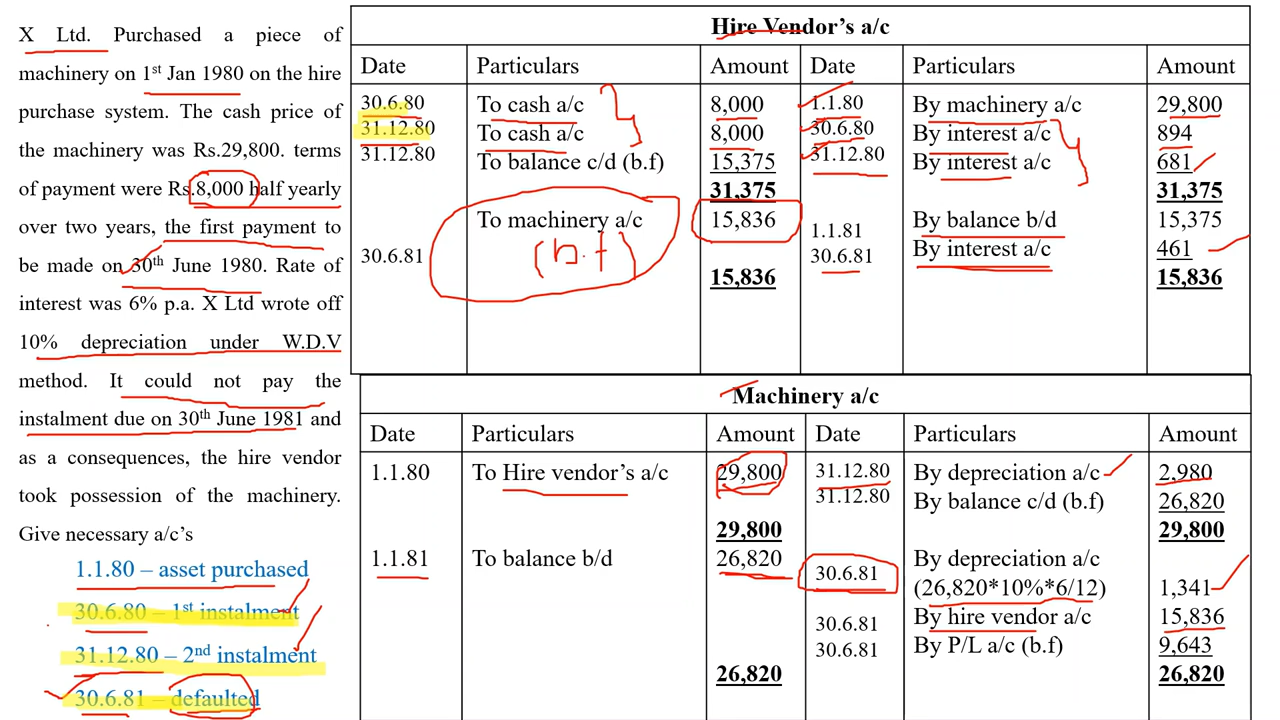 X Ltd. Purchased a piece of
machinery on 1st Jan 1980 on the hire
purchase system. The cash price of
the machinery was Rs.29,800. terms
of payment were Rs.8,000 half yearly
over two years, the first payment to
be made on 30th June 1980. Rate of
interest was 6% p.a. X Ltd wrote off
10% depreciation under W.D.V
method. It could not pay the
instalment due on 30th June 1981 and
as a consequences, the hire vendor
took possession of the machinery.
Give necessary a/c's
1.1.80 – asset purchased
30.6.80 – 1st instalment
31.12.80 – 2nd instalment
30.6.81 – defaulted
Hire Vendor's a/c
Date Particulars Amount Date Particulars Amount
30.6.80 To cash a/c 8,000 1.1.80 By machinery a/c 29,800
31.12.80 To cash a/c 8,000 30.6.80 By interest a/c 894
31.12.80 To balance c/d (b.f) 15,375 31.12.80 By interest a/c 681
31,375 31,375
To machinery a/c 15,836 1.1.81 By balance b/d 15,375
30.6.81 (b.f) 30.6.81 By interest a/c 461
15,836 15,836
Machinery a/c
Date Particulars Amount Date Particulars Amount
1.1.80 To Hire vendor's a/c 29,800 31.12.80 By depreciation a/c 2,980
31.12.80 By balance c/d (b.f) 26,820
29,800 29,800
1.1.81 To balance b/d 26,820 30.6.81 By depreciation a/c
(26,820*10%*6/12) 1,341
30.6.81 By hire vendor a/c 15,836
30.6.81 By P/L a/c (b.f) 9,643
26,820 26,820